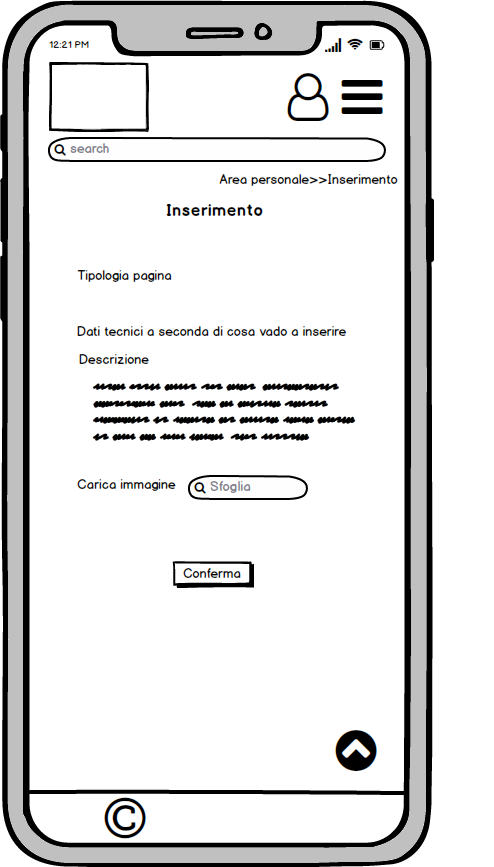 12:21 PM
search
Area personale>>Inserimento
Inserimento
Tipologia pagina
Dati tecnici a seconda di cosa vado a inserire
Descrizione
Carica immagine
Sfoglia
Conferma
©